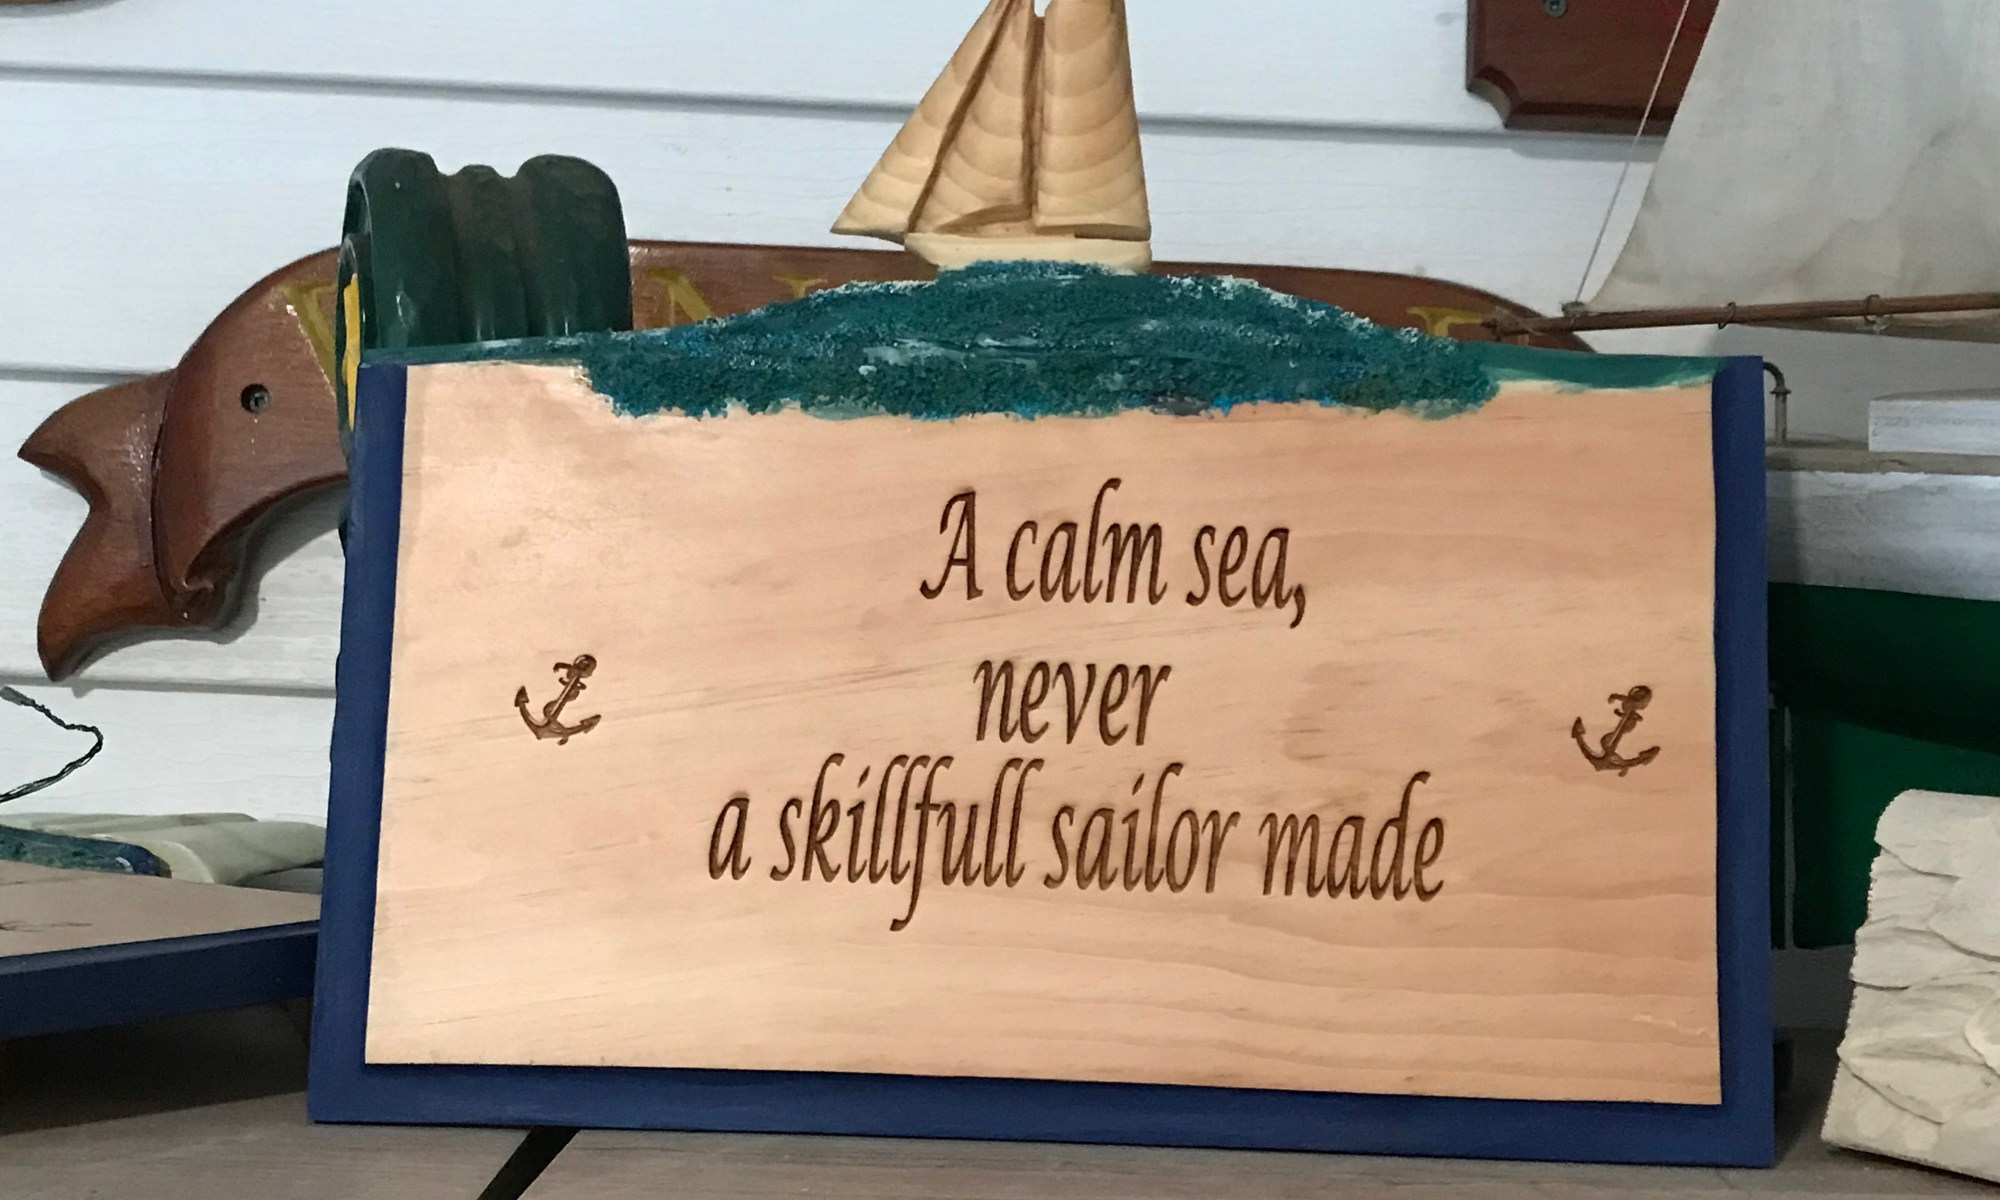 A calm sea,
never
a skillfull sailor made